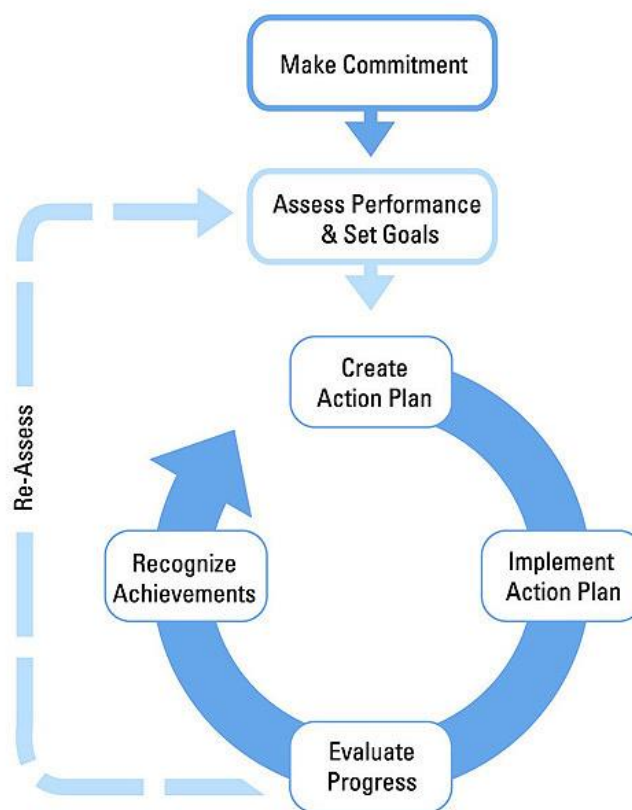 Make Commitment
Assess Performance
& Set Goals
Create
Action Plan
Re-Assess
Recognize
Achievements
Implement
Action Plan
Evaluate
Progress